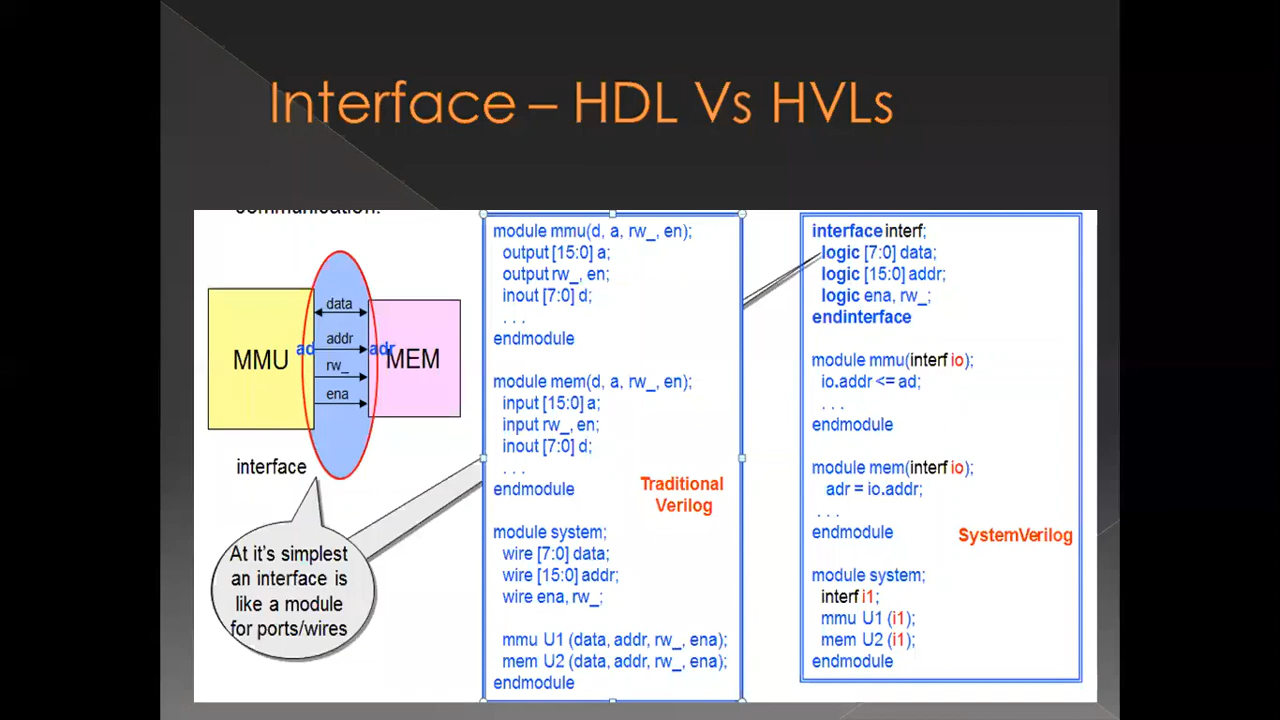 Interface – HDL Vs HVLs
communication.
data
addr
ad
adr
MMU
MEM
rw_
ena
interface
At it's simplest
an interface is
like a module
for ports/wires
module mmu(d, a, rw_, en);
output [15:0] a;
output rw_, en;
inout [7:0] d;
. . .
endmodule
module mem(d, a, rw_, en);
input [15:0] a;
input rw_, en;
inout [7:0] d;
. . .
endmodule
Traditional
Verilog
module system;
wire [7:0] data;
wire [15:0] addr;
wire ena, rw_;
mmu U1 (data, addr, rw_, ena);
mem U2 (data, addr, rw_, ena);
endmodule
interface interf;
logic [7:0] data;
logic [15:0] addr;
logic ena, rw_;
endinterface
module mmu(interf io);
io.addr <= ad;
. . .
endmodule
module mem(interf io);
adr = io.addr;
. . .
endmodule
SystemVerilog
module system;
interf i1;
mmu U1 (i1);
mem U2 (i1);
endmodule